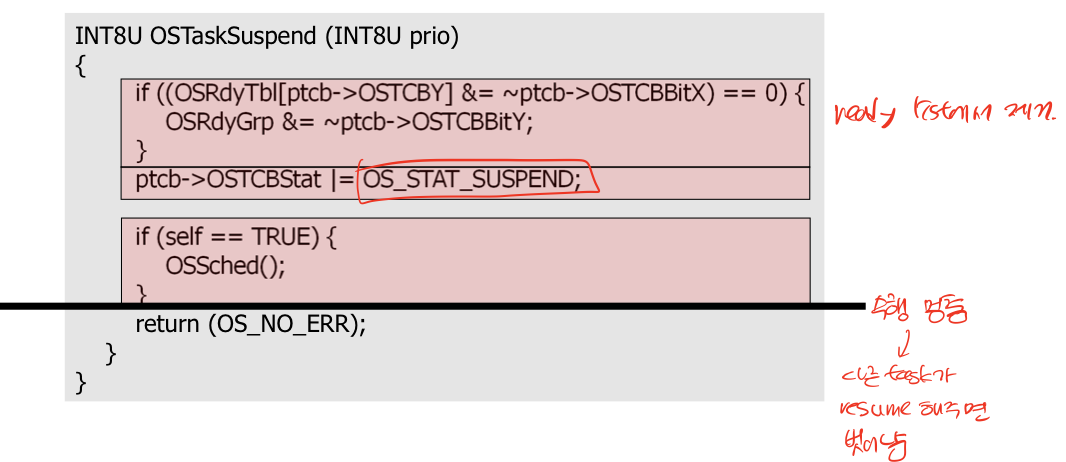 INT8U OSTaskSuspend (INT8U prio)
{
if ((OSRdyTbl[ptcb->OSTCBY] &= ~ptcb->OSTCBBitX) == 0) {
OSRdyGrp &= ~ptcb->OSTCBBitY;
}
ready list에서 제거.
ptcb->OSTCBStat |= OS_STAT_SUSPEND;
if (self == TRUE) {
OSSched();
}
수행 멈춤
return (OS_NO_ERR);
}
다른 task가
}
resume 해주면
벗어남